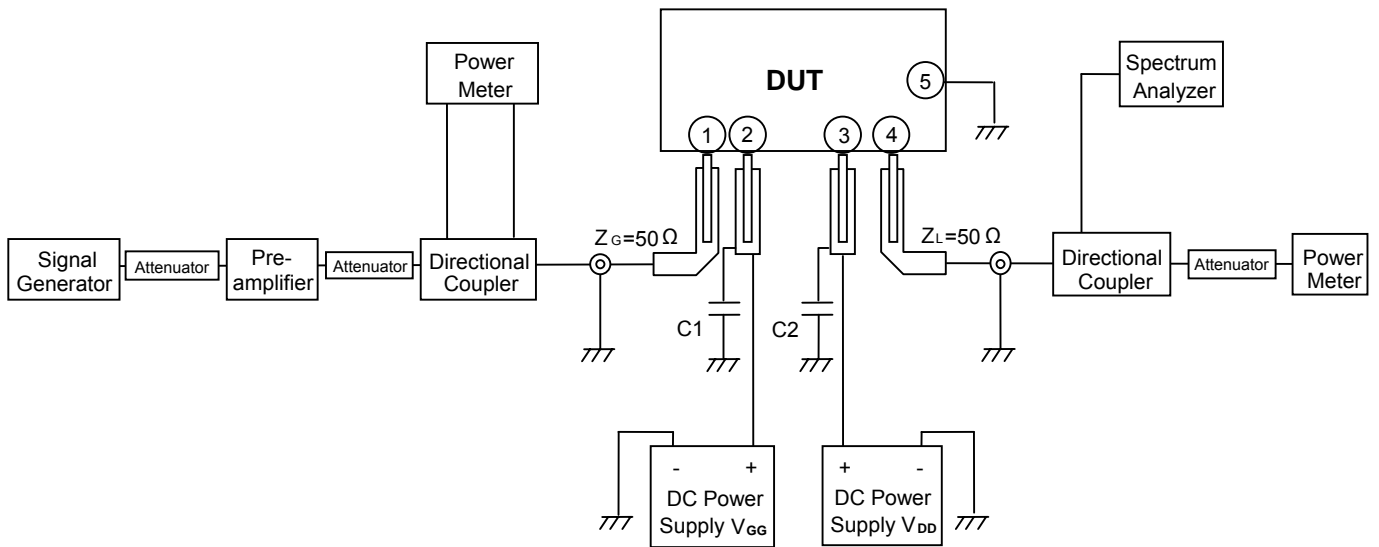 Power
Meter
DUT
5
Spectrum
Analyzer
1
2
3
4
Signal
Generator
Attenuator
Pre-
amplifier
Attenuator
Directional
Coupler
ZG=50 Ω
ZL=50 Ω
Directional
Coupler
Attenuator
Power
Meter
C1
C2
- +
DC Power
Supply VGG
+ -
DC Power
Supply VDD